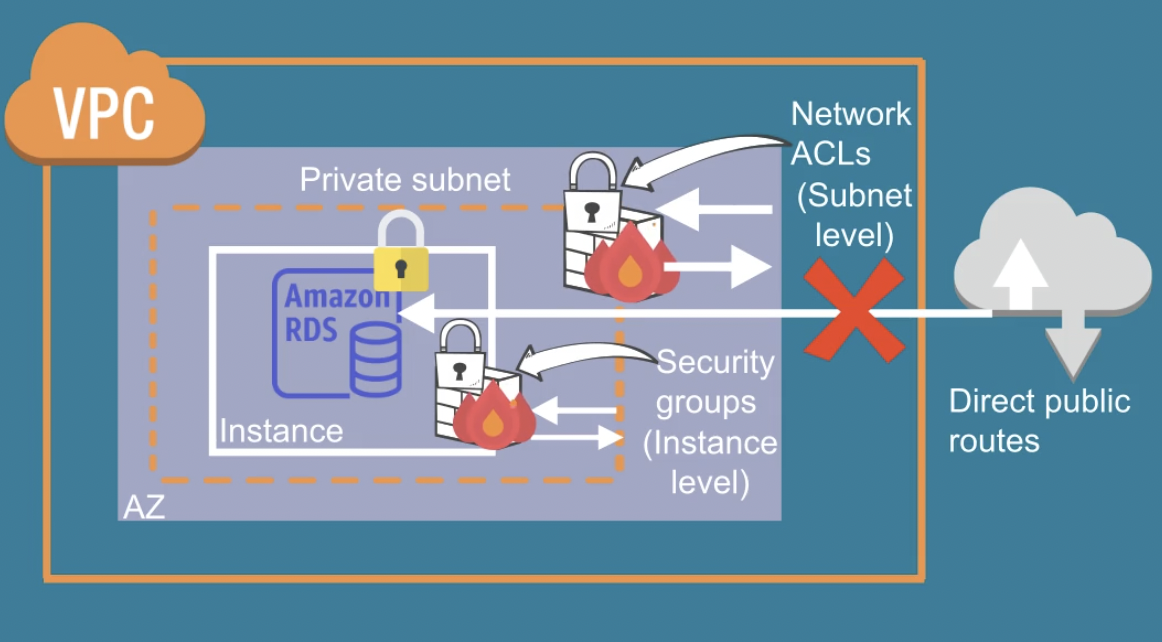 VPC
Network
ACLs
(Subnet
level)
Private subnet
Amazon
RDS
Instance
Security
groups
(Instance
level)
AZ
Direct public
routes